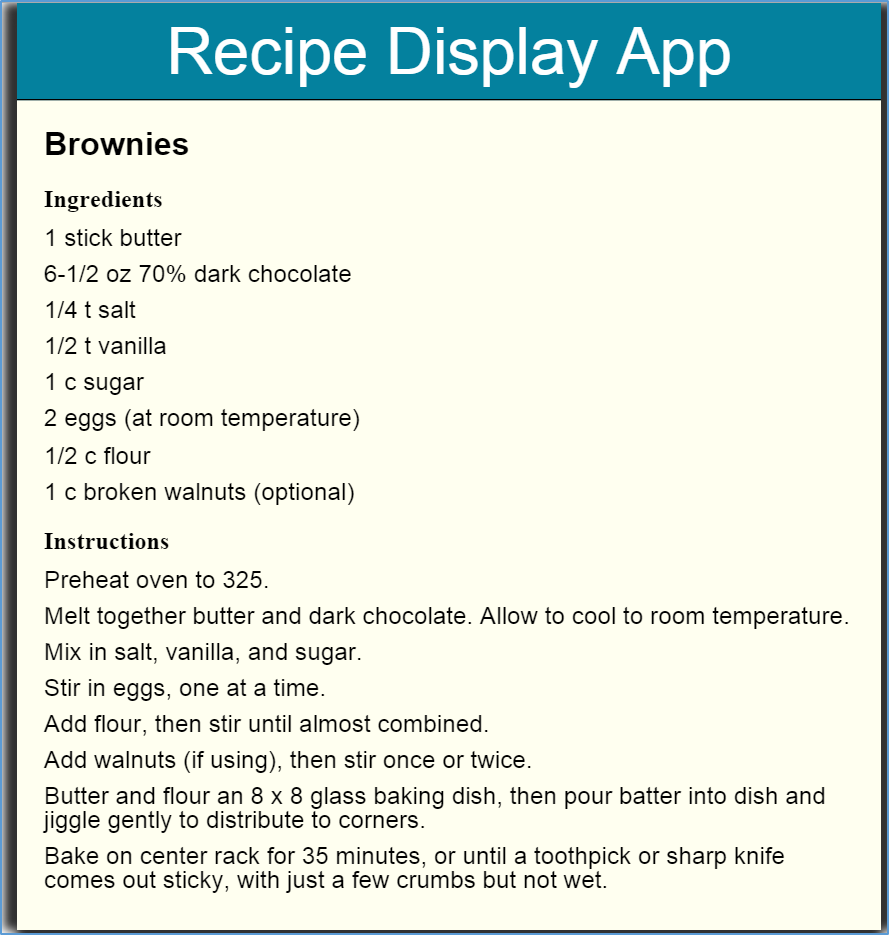 Recipe Display App
Brownies
Ingredients
1 stick butter
6-1/2 oz 70% dark chocolate
1/4 t salt
1/2 t vanilla
1 c sugar
2 eggs (at room temperature)
1/2 c flour
1 c broken walnuts (optional)
Instructions
Preheat oven to 325.
Melt together butter and dark chocolate. Allow to cool to room temperature.
Mix in salt, vanilla, and sugar.
Stir in eggs, one at a time.
Add flour, then stir until almost combined.
Add walnuts (if using), then stir once or twice.
Butter and flour an 8 x 8 glass baking dish, then pour batter into dish and
jiggle gently to distribute to corners.
Bake on center rack for 35 minutes, or until a toothpick or sharp knife
comes out sticky, with just a few crumbs but not wet.